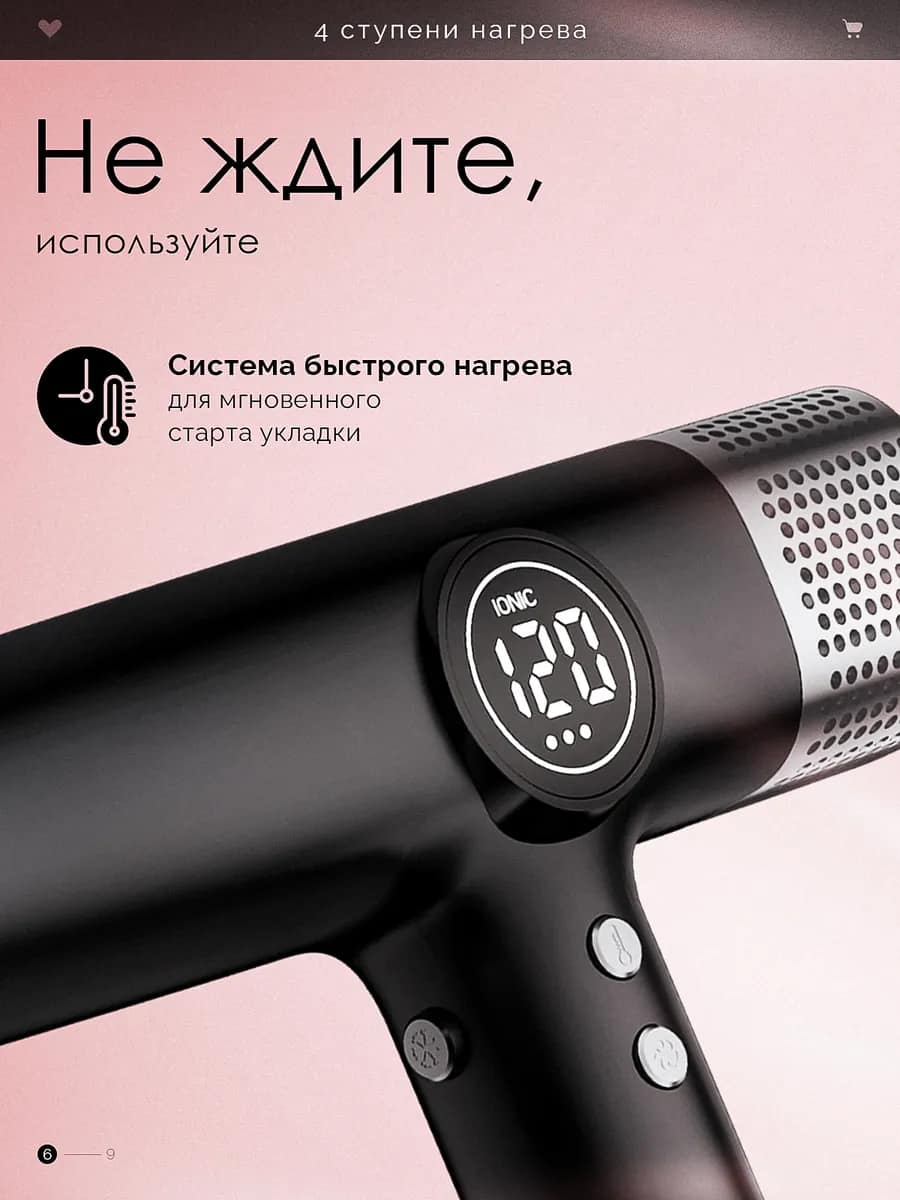 4 ступени нагрева
Не ждите,
используйте
Система быстрого нагрева
для мгновенного
старта укладки
IONIC
120
6 9